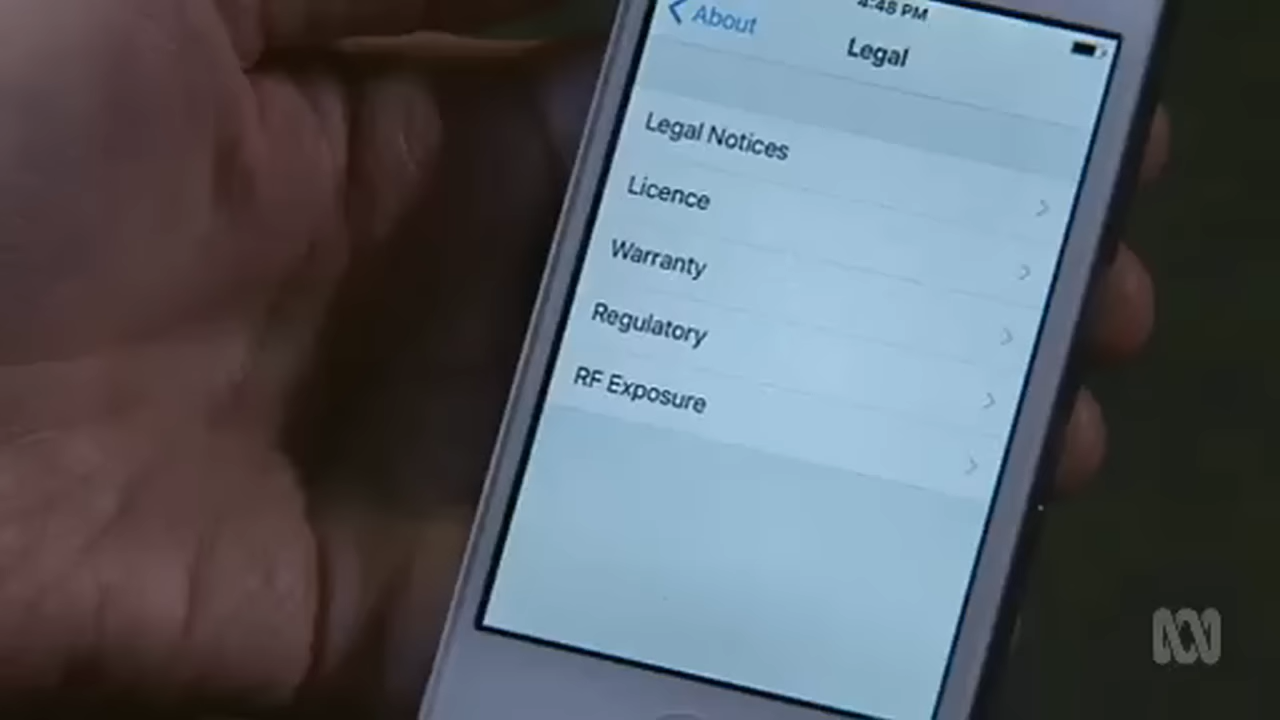 4:48 PM
About
Legal
Legal Notices
Licence
Warranty
Regulatory
RF Exposure